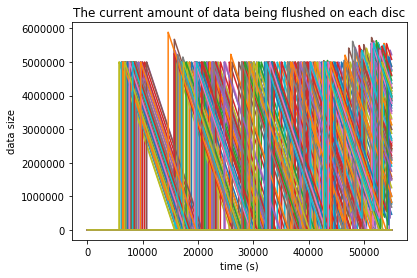 The current amount of data being flushed on each disc
6000000
5000000
4000000
3000000
2000000
1000000
0
data size
0 10000 20000 30000 40000 50000
time (s)